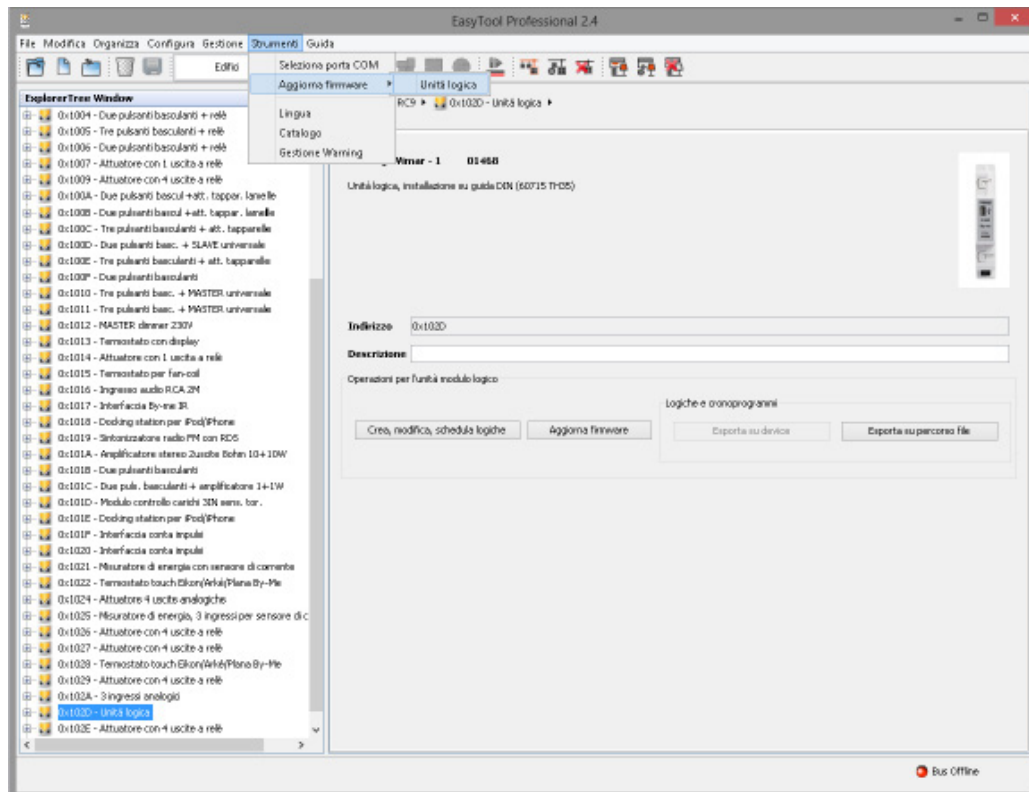 EasyTool Professional 2.4
File Modifica Organizza Configura Gestione Strumenti Guida
Edifici
Seleziona porta COM
Aggiorna firmware
Unità logica
Lingua
Catalogo
Gestione Warning
ExplorerTree Window
0x1004 - Due pulsanti basculanti + relè
0x1005 - Tre pulsanti basculanti + relè
0x1006 - Due pulsanti basculanti + relè
0x1007 - Attuatore con 1 uscita a relè
0x1009 - Attuatore con 4 uscite a relè
0x100A - Due pulsanti bascul +att. tappar. lamelle
0x100B - Due pulsanti bascul +att. tappar. lamelle
0x100C - Tre pulsanti basculanti + att. tapparelle
0x100D - Due pulsanti basc. + SLAVE universale
0x100E - Tre pulsanti basculanti + att. tapparelle
0x100F - Due pulsanti basculanti
0x1010 - Tre pulsanti basc. + MASTER universale
0x1011 - Tre pulsanti basc. + MASTER universale
0x1012 - MASTER dimmer 230V
0x1013 - Termostato con display
0x1014 - Attuatore con 1 uscita a relè
0x1015 - Termostato per fan-coil
0x1016 - Ingresso audio RCA 2M
0x1017 - Interfaccia By-me IR
0x1018 - Docking station per iPod/iPhone
0x1019 - Sintonizzatore radio FM con RDS
0x101A - Amplificatore stereo 2uscite 8ohm 10+10W
0x101B - Due pulsanti basculanti
0x101C - Due puls. basculanti + amplificatore 1+1W
0x101D - Modulo controllo carichi 3IN sens. tor.
0x101E - Docking station per iPod/iPhone
0x101F - Interfaccia conta impulsi
0x1020 - Interfaccia conta impulsi
0x1021 - Misuratore di energia con sensore di corrente
0x1022 - Termostato touch Eikon/Arké/Plana By-Me
0x1024 - Attuatore 4 uscite analogiche
0x1025 - Misuratore di energia, 3 ingressi per sensore di c
0x1026 - Attuatore con 4 uscite a relè
0x1027 - Attuatore con 4 uscite a relè
0x1028 - Termostato touch Eikon/Arké/Plana By-Me
0x1029 - Attuatore con 4 uscite a relè
0x102A - 3 ingressi analogici
0x102D - Unità logica
0x102E - Attuatore con 4 uscite a relè
RC9 0x102D - Unità logica
Vimar - 1 01468
Unità logica, installazione su guida DIN (60715 TH35)
Indirizzo 0x102D
Descrizione
Operazioni per l'unità modulo logico
Logiche e cronoprogrammi
Crea, modifica, schedula logiche Aggiorna firmware Esporta su device Esporta su percorso file
Bus Offline